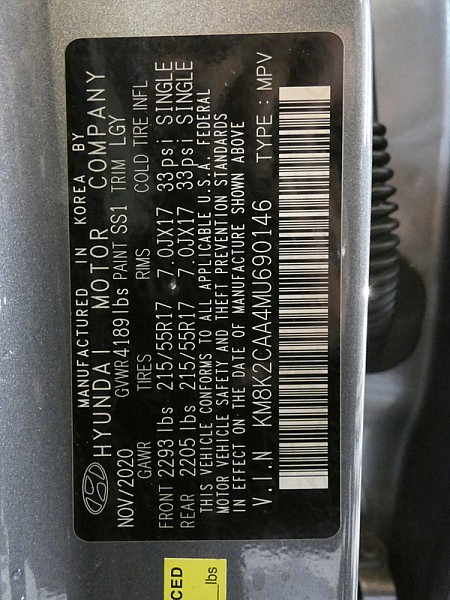 MANUFACTURED IN KOREA BY
HYUNDAI MOTOR COMPANY
NOV/2020 GVWR 4189lbs PAINT SS1 TRIM LGY
GAWR TIRES RIMS COLD TIRE INFL
FRONT 2293 lbs 215/55R17 7.0JX17 33psi SINGLE
REAR 2205 lbs 215/55R17 7.0JX17 33psi SINGLE
THIS VEHICLE CONFORMS TO ALL APPLICABLE U.S.A. FEDERAL
MOTOR VEHICLE SAFETY AND THEFT PREVENTION STANDARDS
IN EFFECT ON THE DATE OF MANUFACTURE SHOWN ABOVE
V.I.N KM8K2CAA4MU690146 TYPE: MPV
CED
lbs